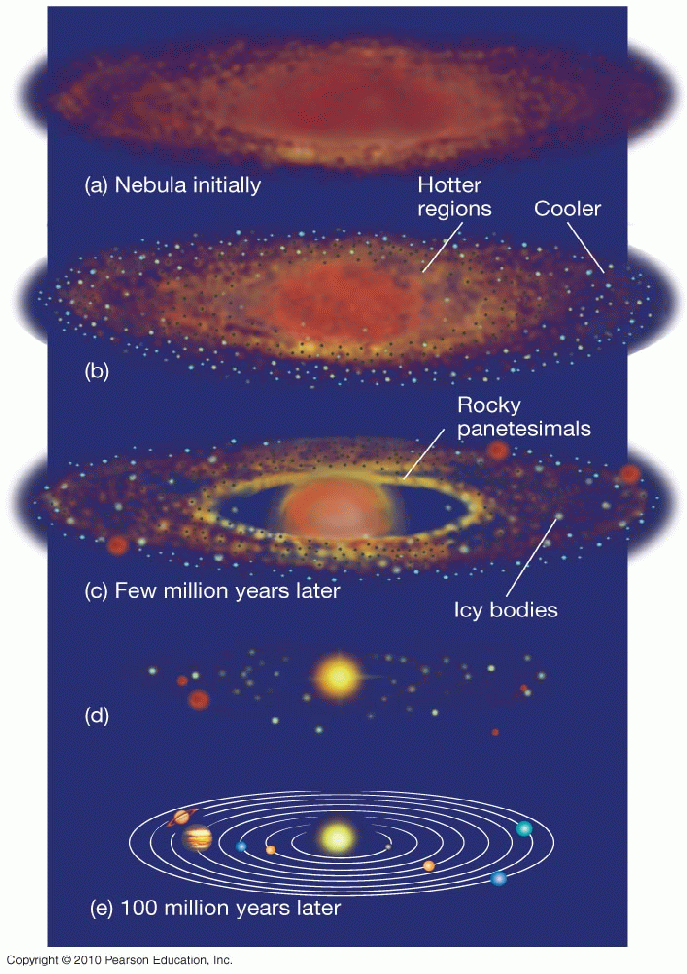 (a) Nebula initially
Hotter
regions
Cooler
(b)
Rocky
panetesimals
(c) Few million years later
Icy bodies
(d)
(e) 100 million years later
Copyright © 2010 Pearson Education, Inc.